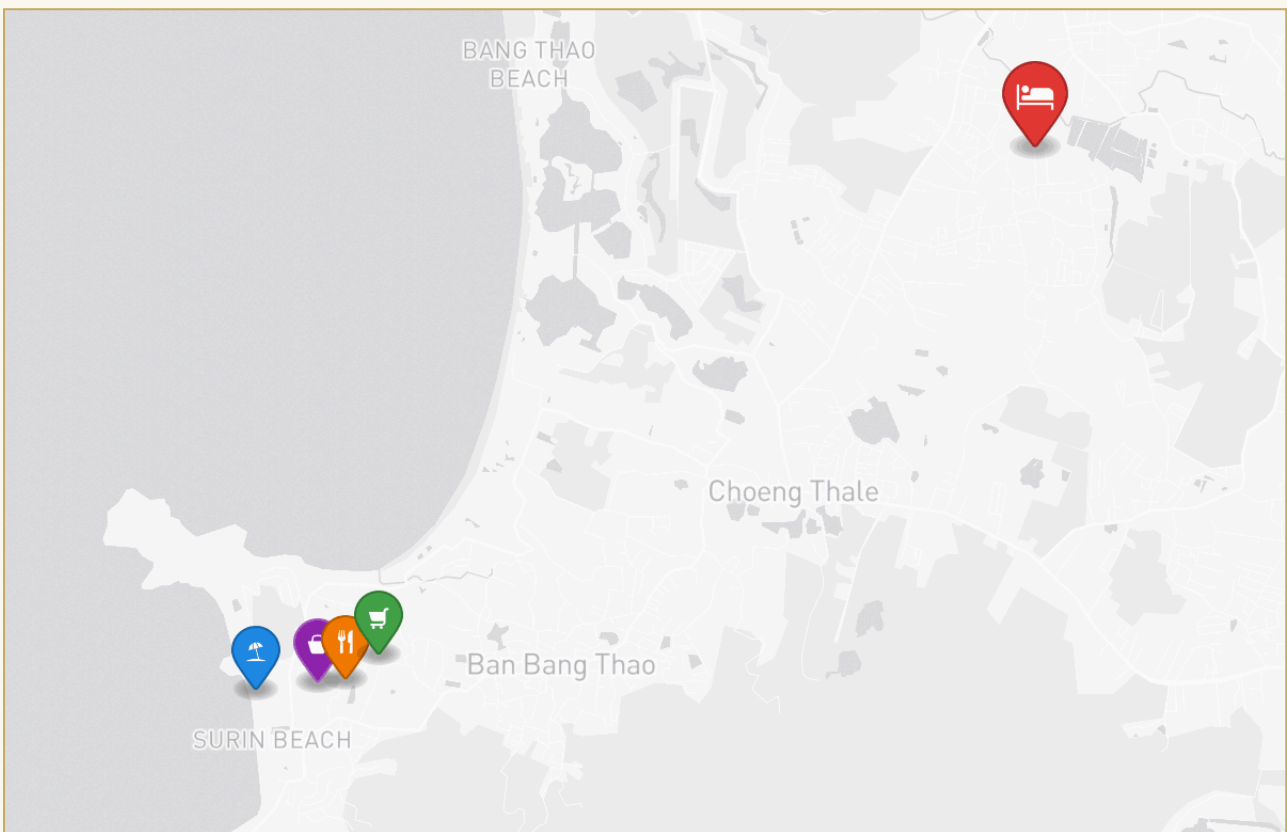 BANG THAO
BEACH
Choeng Thale
Ban Bang Thao
SURIN BEACH